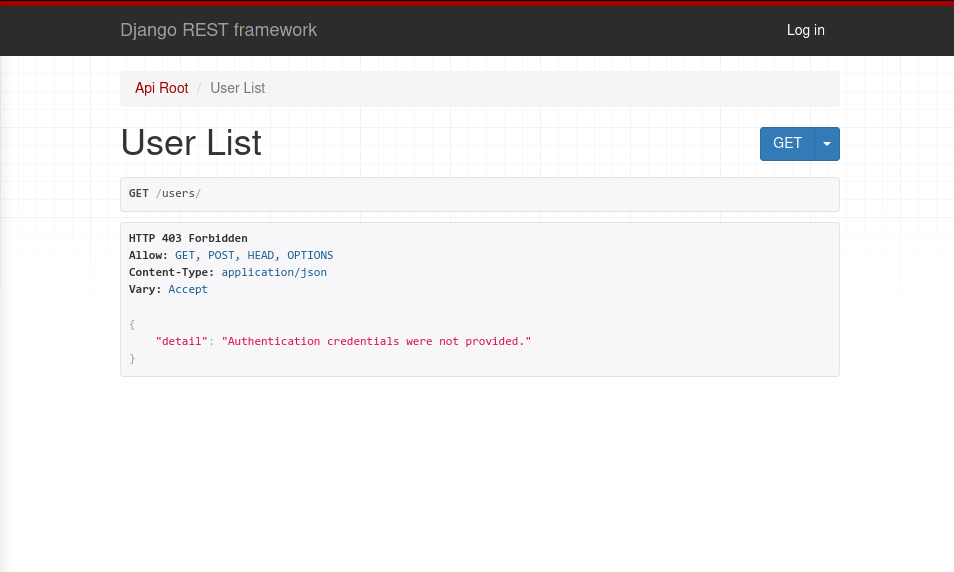 Django REST framework
Log in
Api Root / User List
User List
GET
GET /users/
HTTP 403 Forbidden
Allow: GET, POST, HEAD, OPTIONS
Content-Type: application/json
Vary: Accept
{
    "detail": "Authentication credentials were not provided."
}